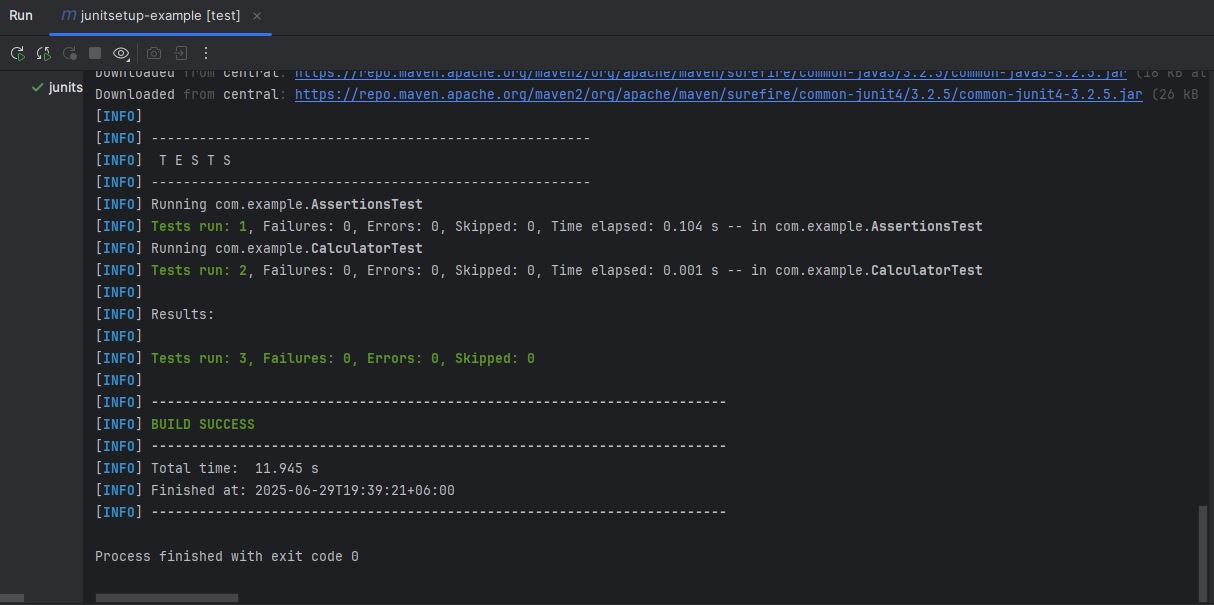 Run
junitsetup-example [test]
junits
Downloaded from central: https://repo.maven.apache.org/maven2/org/apache/maven/surefire/common-java5/3.2.5/common-java5-3.2.5.jar (18 kB at
Downloaded from central: https://repo.maven.apache.org/maven2/org/apache/maven/surefire/common-junit4/3.2.5/common-junit4-3.2.5.jar (26 kB
[INFO]
[INFO] -------------------------------------------------------
[INFO]  T E S T S
[INFO] -------------------------------------------------------
[INFO] Running com.example.AssertionsTest
[INFO] Tests run: 1, Failures: 0, Errors: 0, Skipped: 0, Time elapsed: 0.104 s -- in com.example.AssertionsTest
[INFO] Running com.example.CalculatorTest
[INFO] Tests run: 2, Failures: 0, Errors: 0, Skipped: 0, Time elapsed: 0.001 s -- in com.example.CalculatorTest
[INFO]
[INFO] Results:
[INFO]
[INFO] Tests run: 3, Failures: 0, Errors: 0, Skipped: 0
[INFO]
[INFO] ------------------------------------------------------------------------
[INFO] BUILD SUCCESS
[INFO] ------------------------------------------------------------------------
[INFO] Total time:  11.945 s
[INFO] Finished at: 2025-06-29T19:39:21+06:00
[INFO] ------------------------------------------------------------------------
Process finished with exit code 0